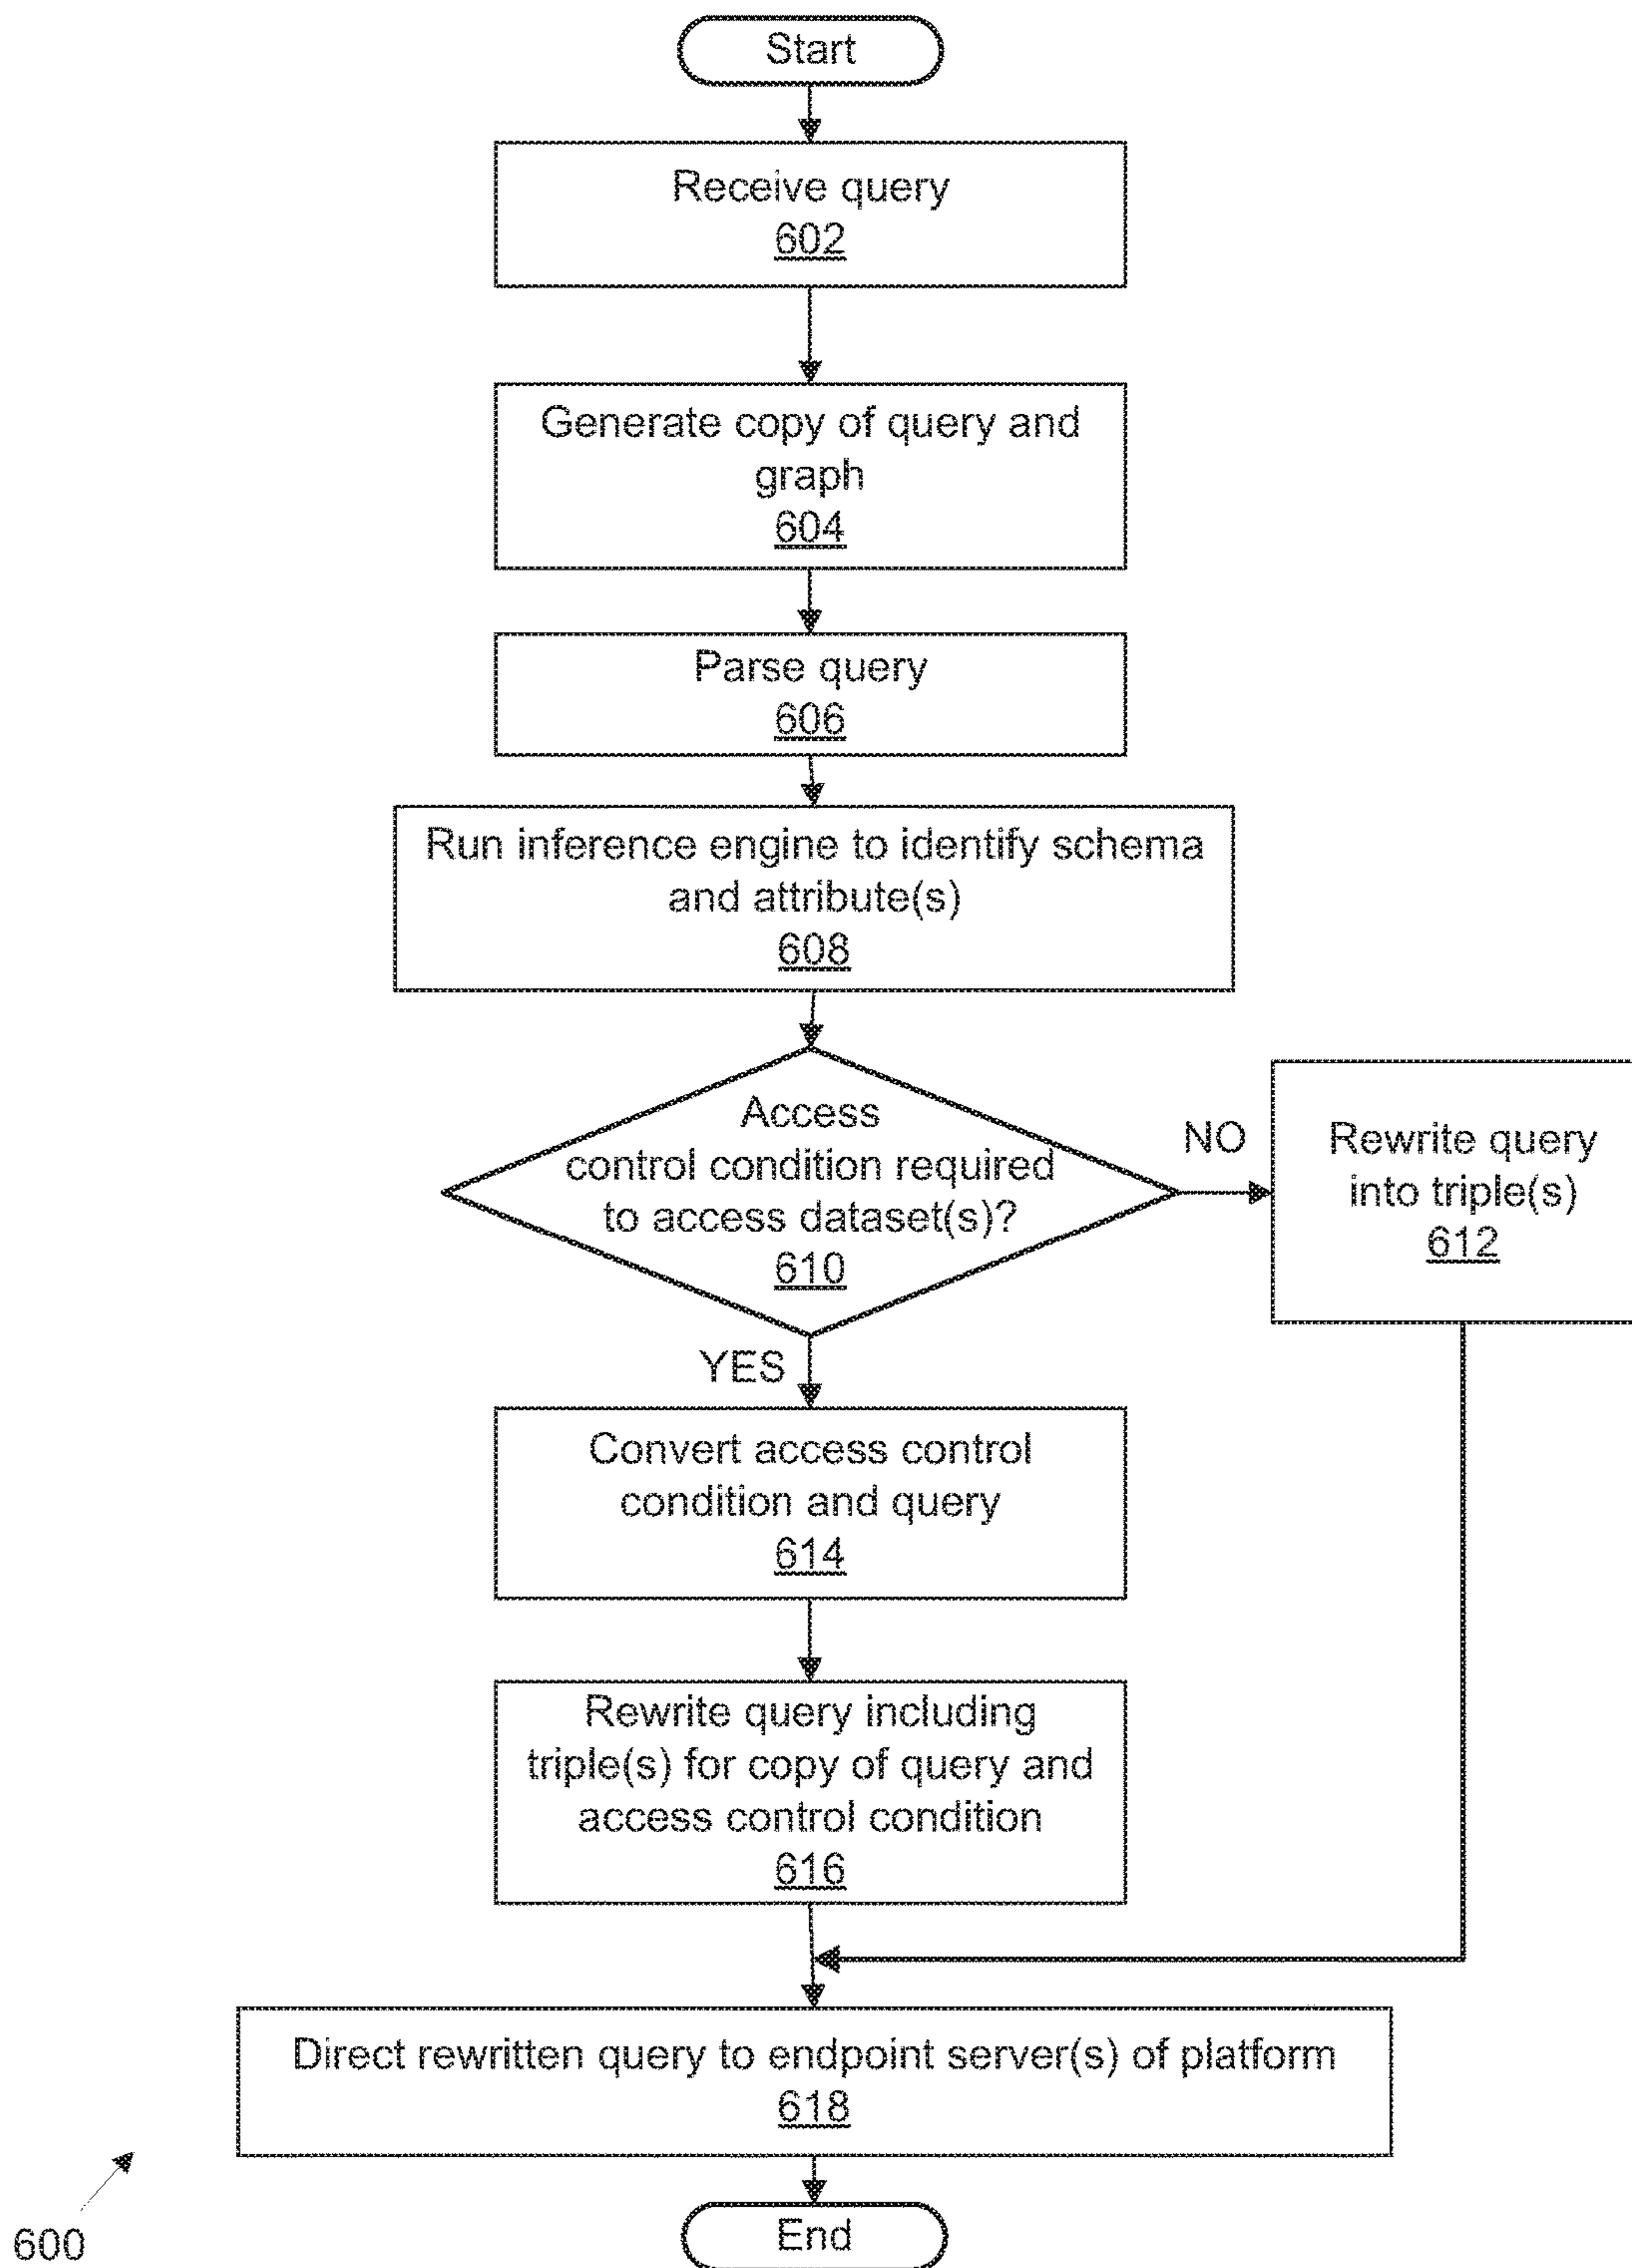 Start
Receive query
602
Generate copy of query and
graph
604
Parse query
606
Run inference engine to identify schema
and attribute(s)
608
Access
control condition required
to access dataset(s)?
610
NO
Rewrite query
into triple(s)
612
YES
Convert access control
condition and query
614
Rewrite query including
triple(s) for copy of query and
access control condition
616
Direct rewritten query to endpoint server(s) of platform
618
End
600